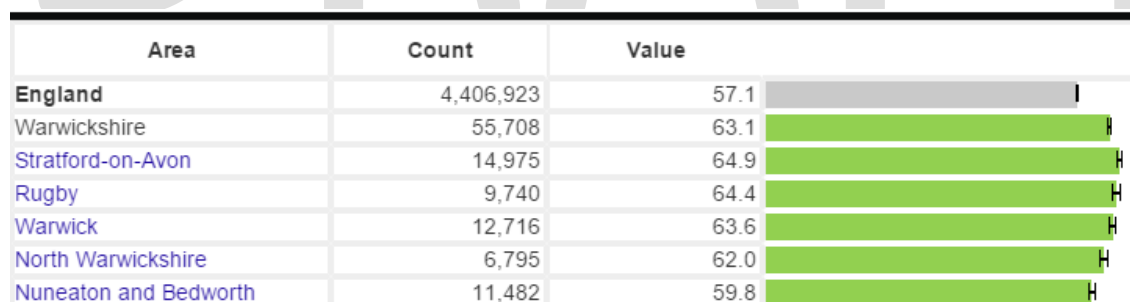 Area Count Value
England 4,406,923 57.1
Warwickshire 55,708 63.1
Stratford-on-Avon 14,975 64.9
Rugby 9,740 64.4
Warwick 12,716 63.6
North Warwickshire 6,795 62.0
Nuneaton and Bedworth 11,482 59.8